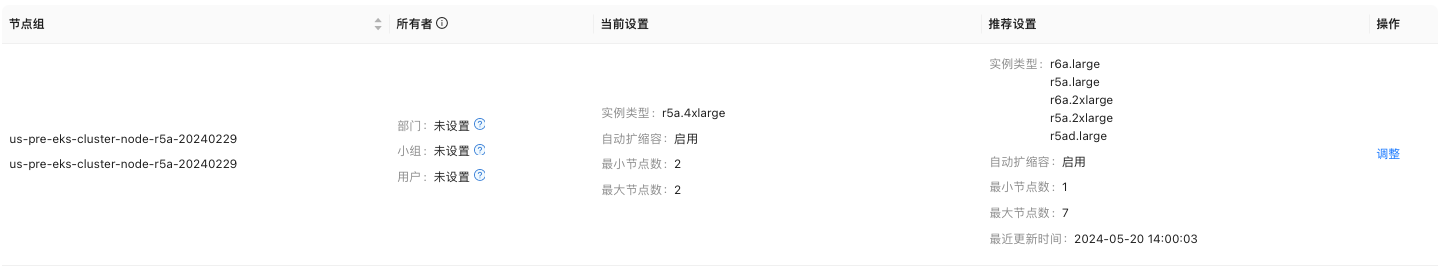 节点组 所有者 当前设置 推荐设置 操作
us-pre-eks-cluster-node-r5a-20240229
us-pre-eks-cluster-node-r5a-20240229
部门： 未设置
小组： 未设置
用户： 未设置
实例类型： r5a.4xlarge
自动扩缩容： 启用
最小节点数： 2
最大节点数： 2
实例类型： r6a.large
r5a.large
r6a.2xlarge
r5a.2xlarge
r5ad.large
自动扩缩容： 启用
最小节点数： 1
最大节点数： 7
最近更新时间： 2024-05-20 14:00:03
调整